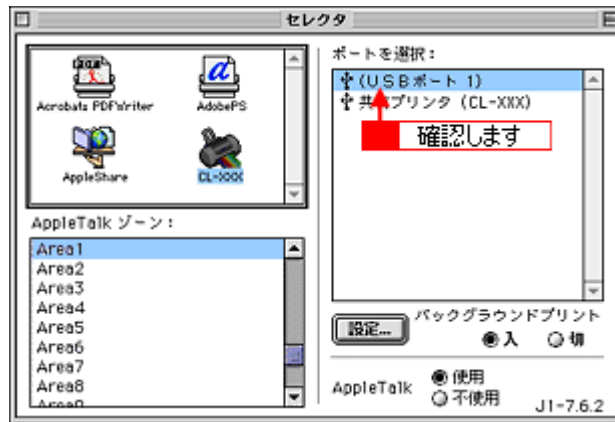 セレクタ
Acrobats PDFWriter
AdobePS
AppleShare
CL-XXX
AppleTalk ゾーン：
Area1
Area2
Area3
Area4
Area5
Area6
Area7
Area8
ポートを選択：
(USBポート 1)
プリンタ (CL-XXX)
確認します
設定...
バックグラウンドプリント
入 切
AppleTalk
使用
不使用
J1-7.6.2